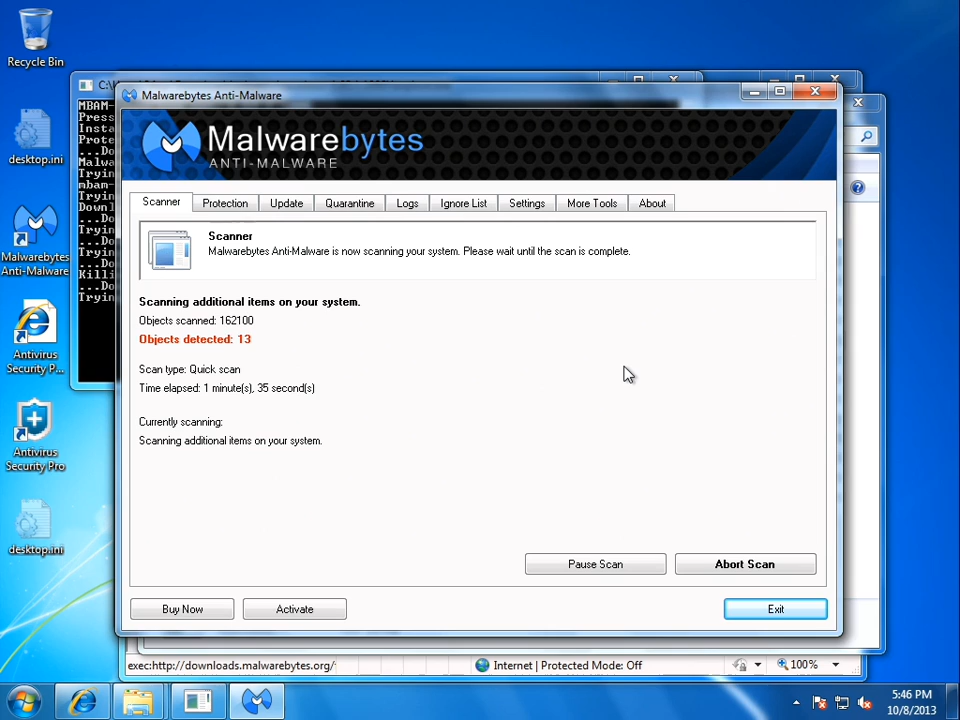 Recycle Bin
desktop.ini
Malwarebytes
Anti-Malware
Antivirus
Security P...
Antivirus
Security Pro
desktop.ini
MBAM-
Press
Insta
Prote
...Do
Malwa
Tryin
mbam-
Tryin
Downl
...Do
Tryin
...Do
Tryin
...Do
Killi
...Do
Tryin
Malwarebytes Anti-Malware
Malwarebytes
ANTI-MALWARE
Scanner Protection Update Quarantine Logs Ignore List Settings More Tools About
Scanner
Malwarebytes Anti-Malware is now scanning your system. Please wait until the scan is complete.
Scanning additional items on your system.
Objects scanned: 162100
Objects detected: 13
Scan type: Quick scan
Time elapsed: 1 minute(s), 35 second(s)
Currently scanning:
Scanning additional items on your system.
Pause Scan Abort Scan
Buy Now Activate Exit
exec:http://downloads.malwarebytes.org/ Internet | Protected Mode: Off 100%
5:46 PM
10/8/2013